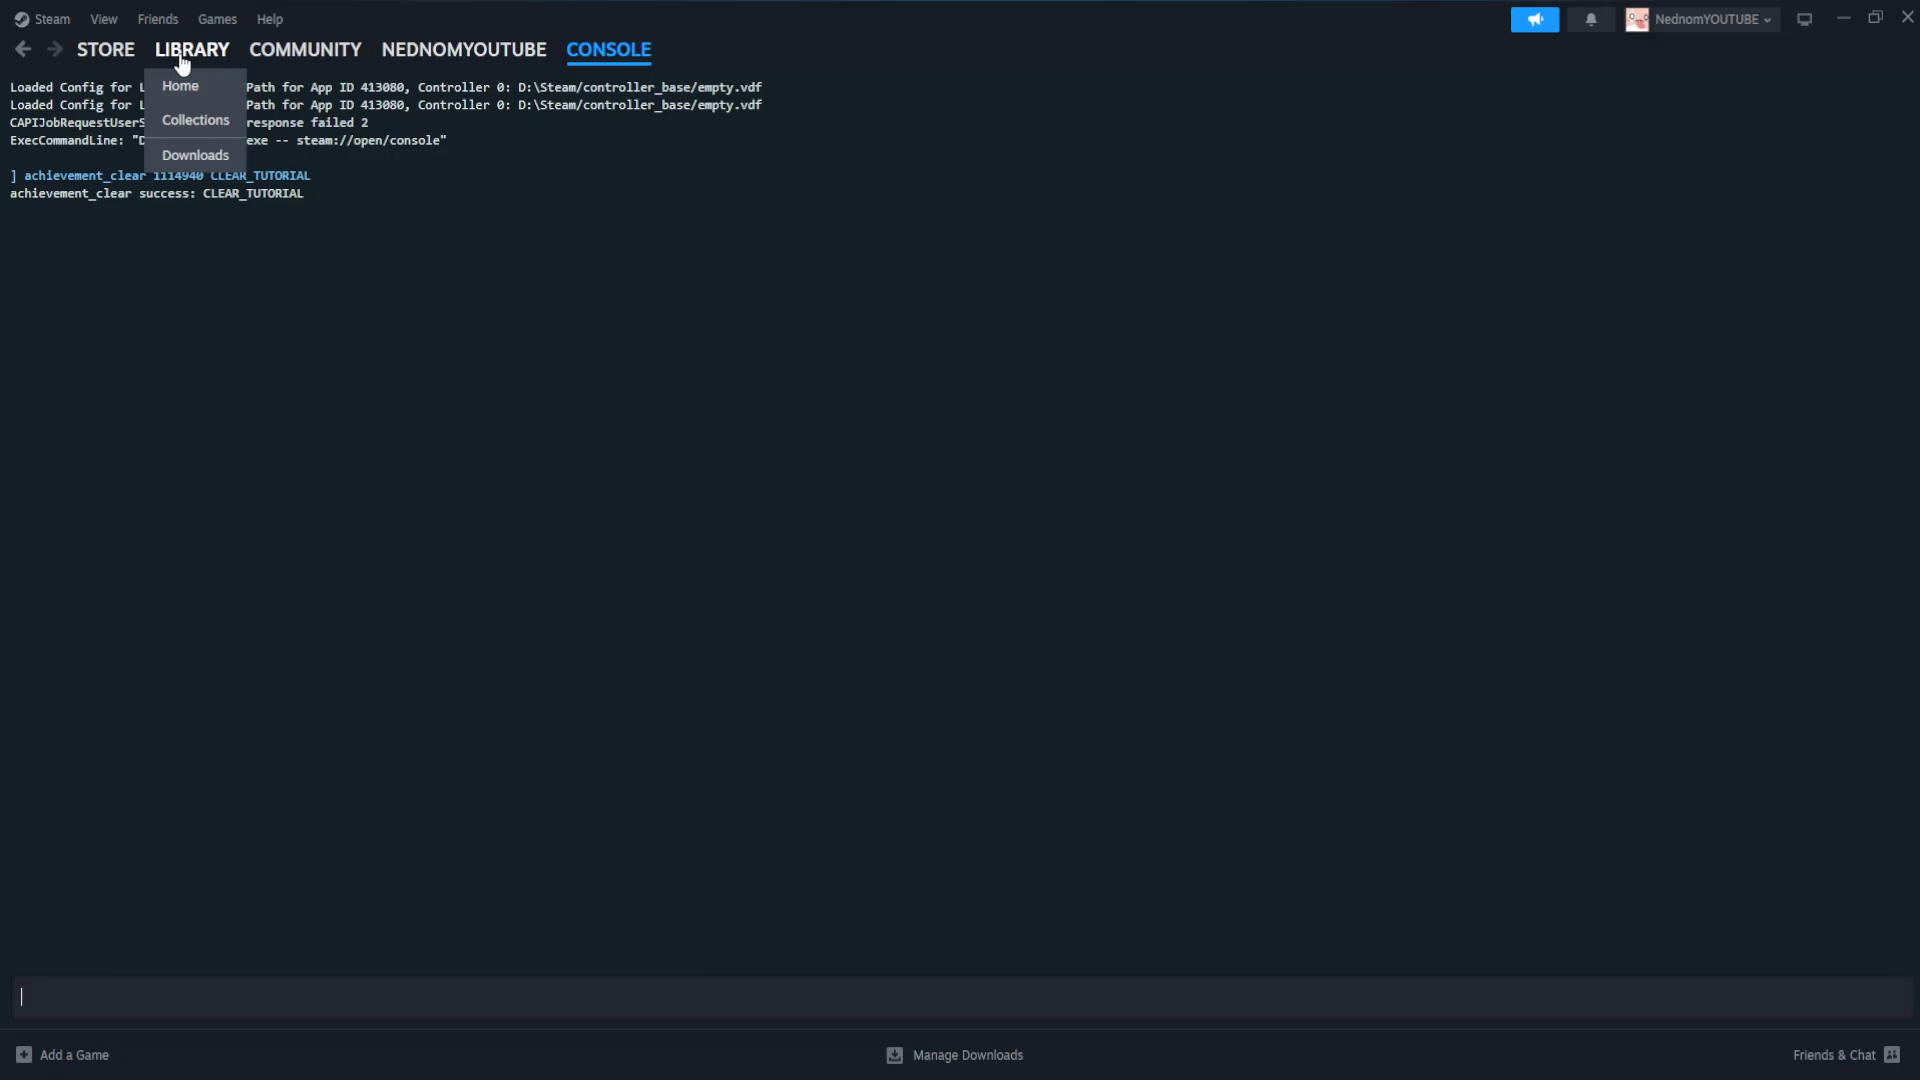 Steam View Friends Games Help NednomYOUTUBE
STORE LIBRARY COMMUNITY NEDNOMYOUTUBE CONSOLE
Home
Collections
Downloads
Loaded Config for L Path for App ID 413080, Controller 0: D:\Steam/controller_base/empty.vdf
Loaded Config for L Path for App ID 413080, Controller 0: D:\Steam/controller_base/empty.vdf
CAPIJobRequestUserS response failed 2
ExecCommandLine: "D exe -- steam://open/console"
] achievement_clear 1114940 CLEAR_TUTORIAL
achievement_clear success: CLEAR_TUTORIAL
Add a Game Manage Downloads Friends & Chat